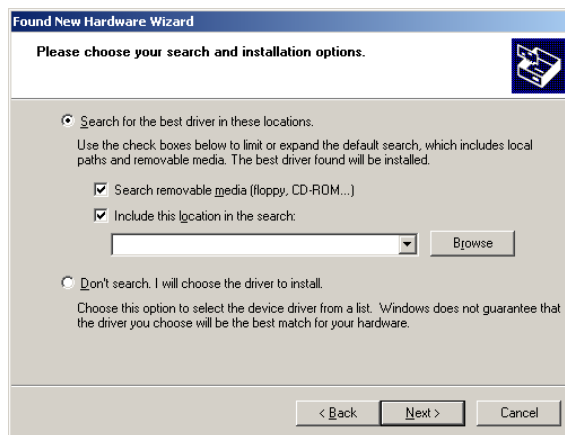 Found New Hardware Wizard
Please choose your search and installation options.
Search for the best driver in these locations.
Use the check boxes below to limit or expand the default search, which includes local
paths and removable media. The best driver found will be installed.
Search removable media (floppy, CD-ROM...)
Include this location in the search:
Browse
Don't search. I will choose the driver to install.
Choose this option to select the device driver from a list. Windows does not guarantee that
the driver you choose will be the best match for your hardware.
< Back Next > Cancel